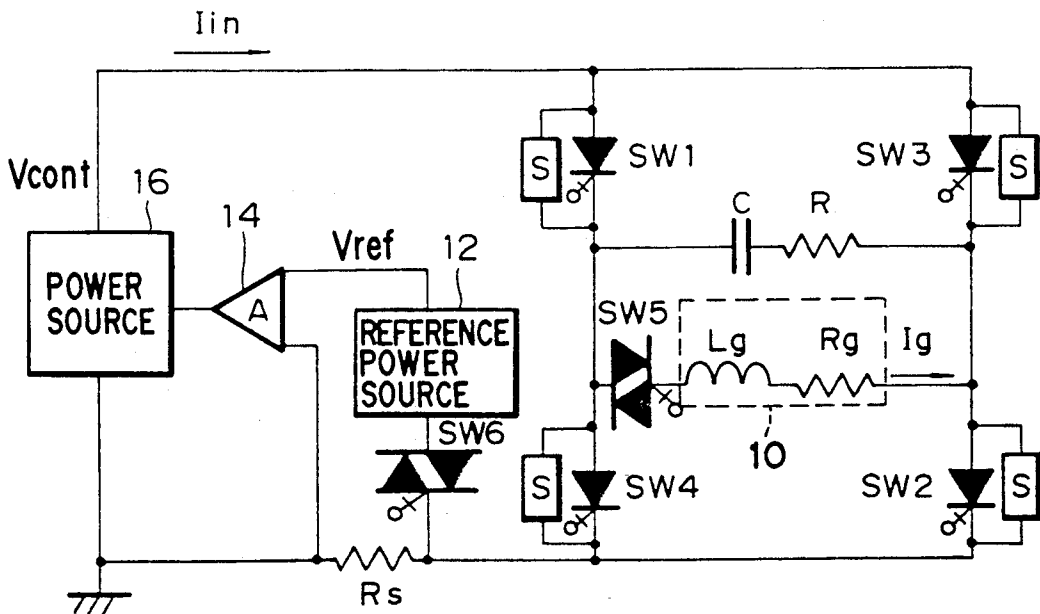 Iin
Vcont
16
POWER
SOURCE
14
A
Vref
12
REFERENCE
POWER
SOURCE
SW6
Rs
S
SW1
SW3
S
C
R
SW5
Lg
Rg
Ig
10
S
SW4
SW2
S